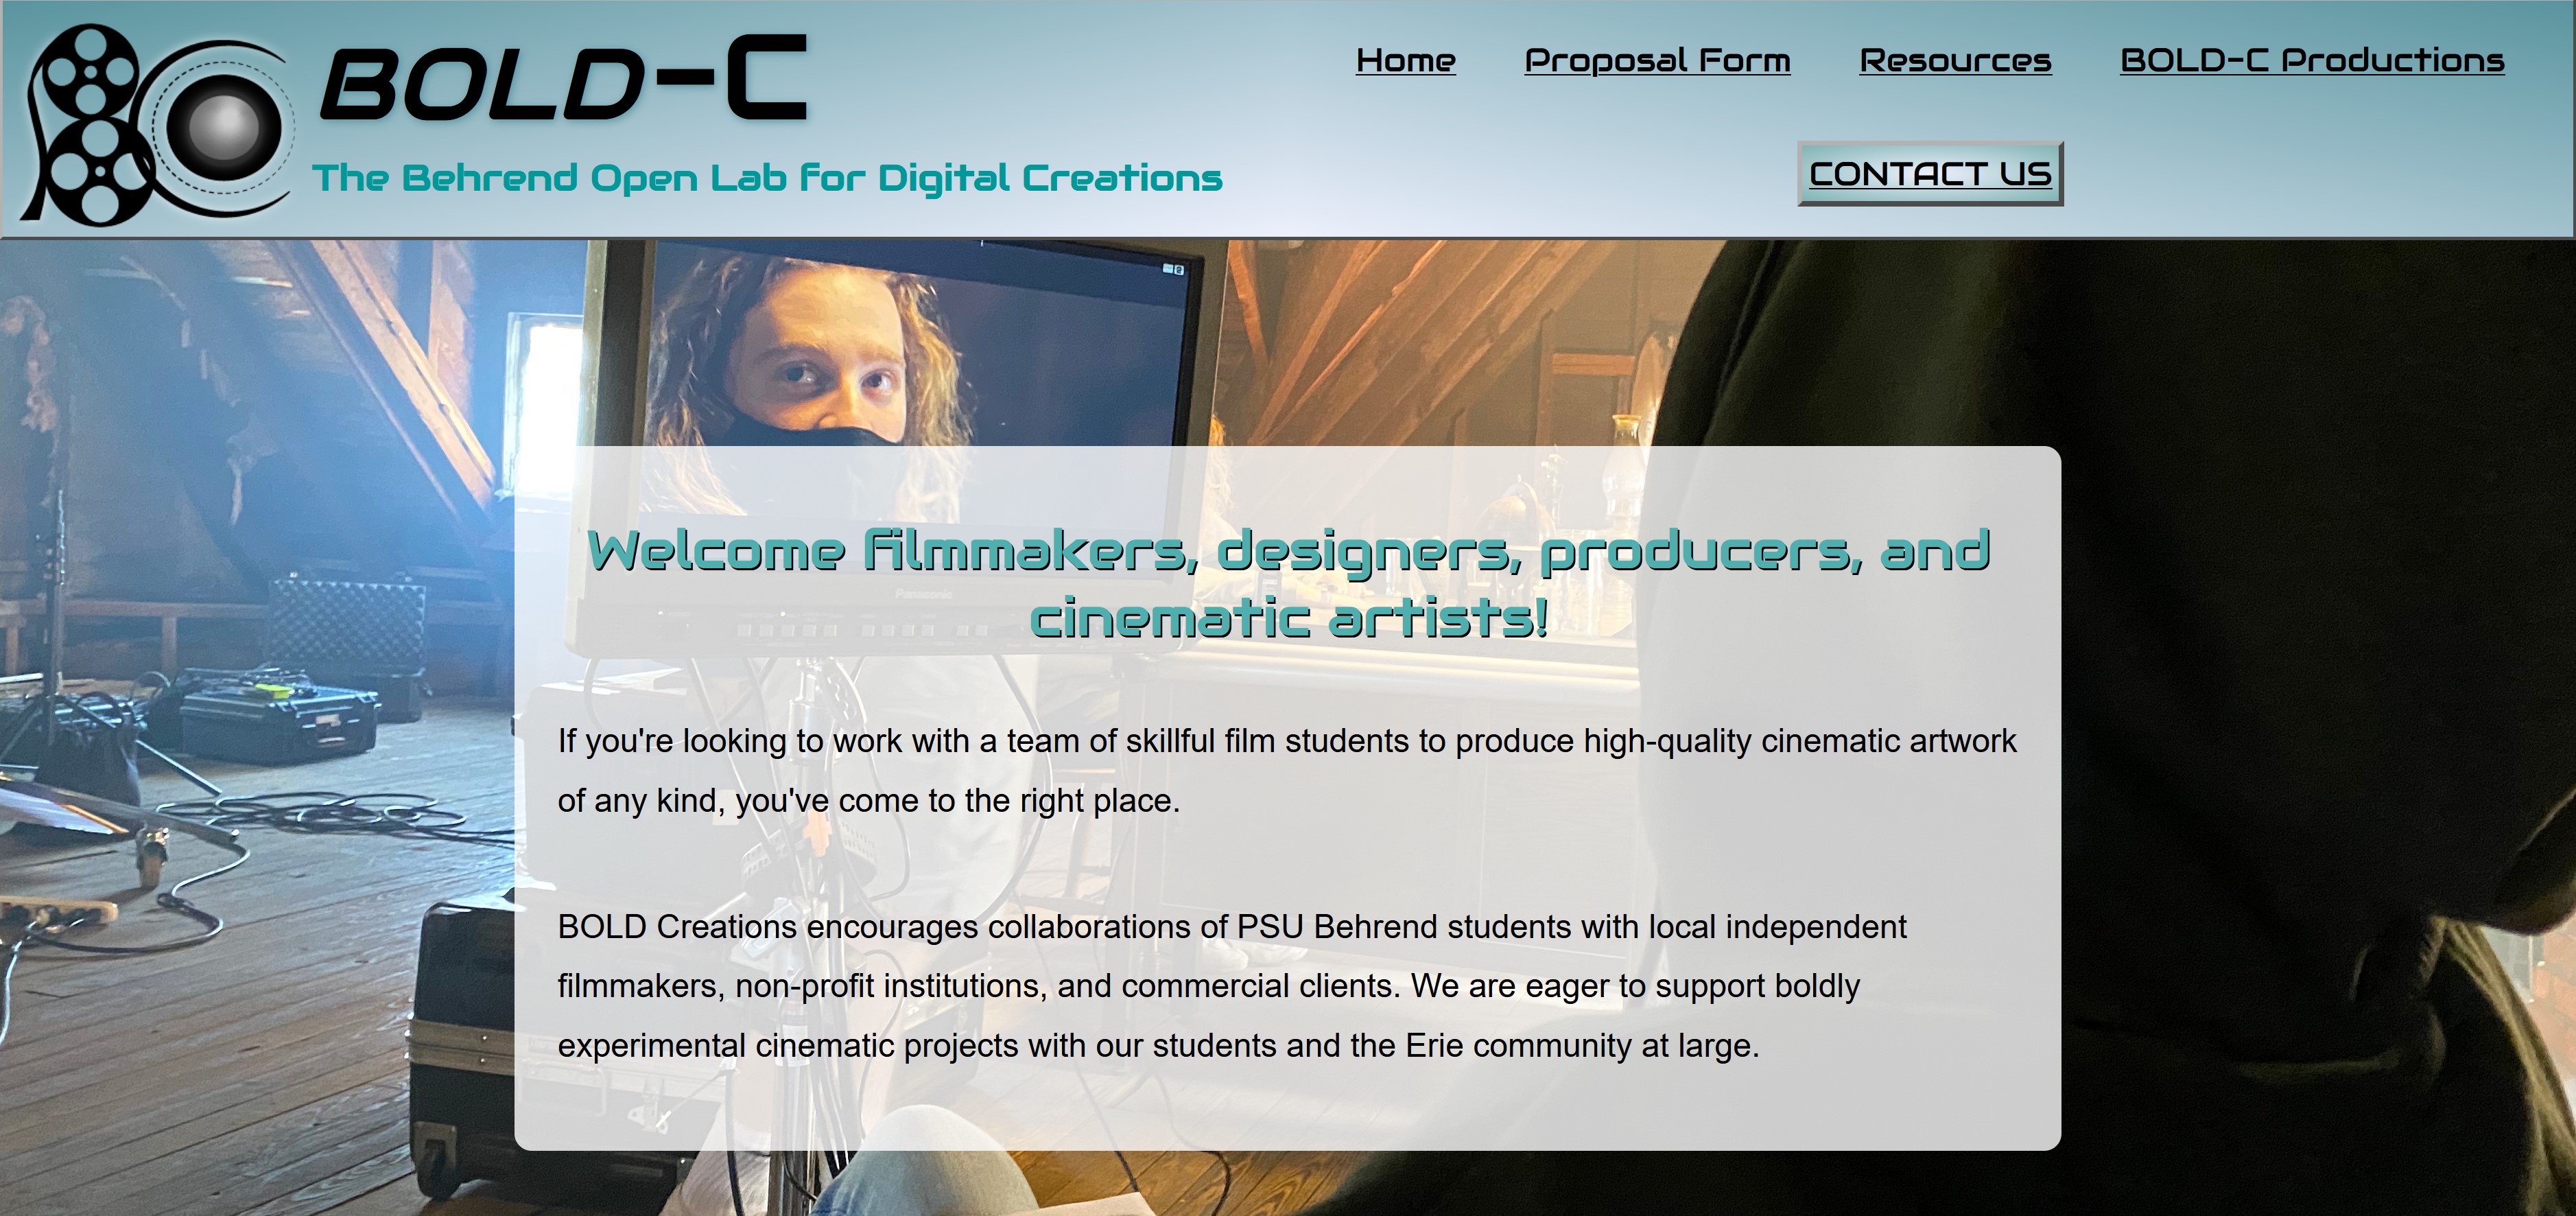 BOLD-C
The Behrend Open Lab for Digital Creations
Home
Proposal Form
Resources
BOLD-C Productions
CONTACT US
Welcome filmmakers, designers, producers, and
cinematic artists!
Panasonic
If you're looking to work with a team of skillful film students to produce high-quality cinematic artwork
of any kind, you've come to the right place.
BOLD Creations encourages collaborations of PSU Behrend students with local independent
filmmakers, non-profit institutions, and commercial clients. We are eager to support boldly
experimental cinematic projects with our students and the Erie community at large.